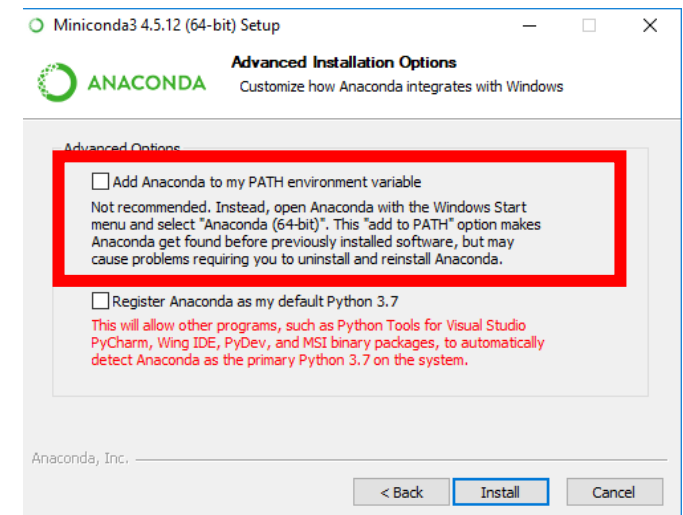 Miniconda3 4.5.12 (64-bit) Setup
ANACONDA
Advanced Installation Options
Customize how Anaconda integrates with Windows
Advanced Options
Add Anaconda to my PATH environment variable
Not recommended. Instead, open Anaconda with the Windows Start
menu and select "Anaconda (64-bit)". This "add to PATH" option makes
Anaconda get found before previously installed software, but may
cause problems requiring you to uninstall and reinstall Anaconda.
Register Anaconda as my default Python 3.7
This will allow other programs, such as Python Tools for Visual Studio
PyCharm, Wing IDE, PyDev, and MSI binary packages, to automatically
detect Anaconda as the primary Python 3.7 on the system.
Anaconda, Inc.
< Back
Install
Cancel